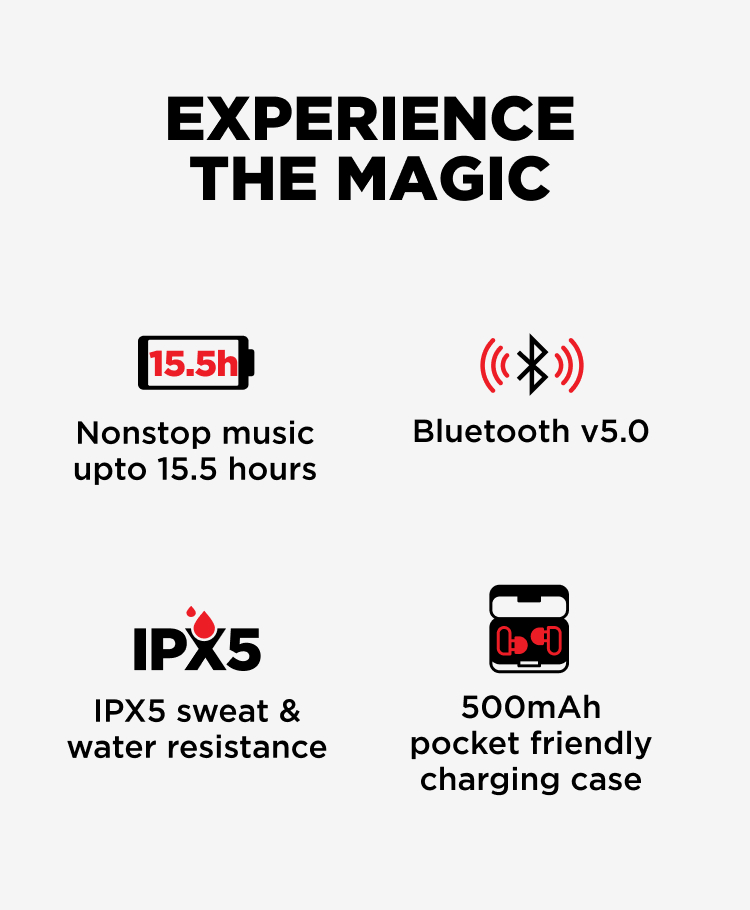 EXPERIENCE
THE MAGIC
15.5h
Nonstop music
upto 15.5 hours
Bluetooth v5.0
IPX5
IPX5 sweat &
water resistance
500mAh
pocket friendly
charging case